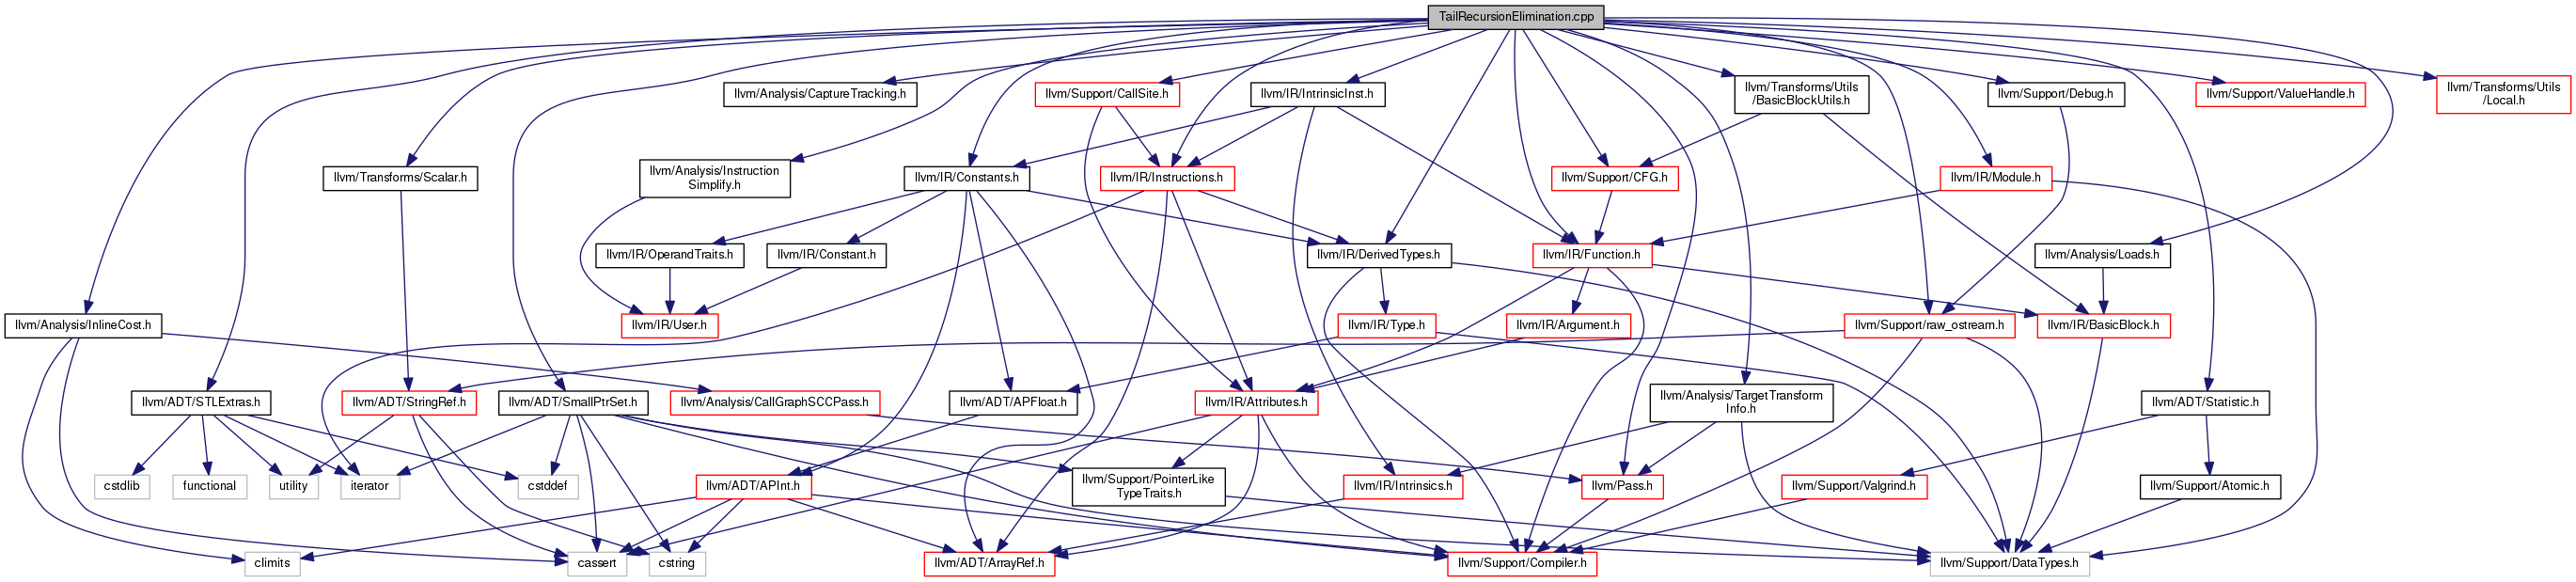 TailRecursionElimination.cpp
llvm/Analysis/CaptureTracking.h
llvm/Support/CallSite.h
llvm/IR/IntrinsicInst.h
llvm/Transforms/Utils
/BasicBlockUtils.h
llvm/Support/Debug.h
llvm/Support/ValueHandle.h
llvm/Transforms/Utils
/Local.h
llvm/Transforms/Scalar.h
llvm/Analysis/Instruction
Simplify.h
llvm/IR/Constants.h
llvm/IR/Instructions.h
llvm/Support/CFG.h
llvm/IR/Module.h
llvm/IR/OperandTraits.h
llvm/IR/Constant.h
llvm/IR/DerivedTypes.h
llvm/IR/Function.h
llvm/Analysis/Loads.h
llvm/Analysis/InlineCost.h
llvm/IR/User.h
llvm/IR/Type.h
llvm/IR/Argument.h
llvm/Support/raw_ostream.h
llvm/IR/BasicBlock.h
llvm/ADT/STLExtras.h
llvm/ADT/StringRef.h
llvm/ADT/SmallPtrSet.h
llvm/Analysis/CallGraphSCCPass.h
llvm/ADT/APFloat.h
llvm/IR/Attributes.h
llvm/Analysis/TargetTransform
Info.h
llvm/ADT/Statistic.h
cstdlib
functional
utility
iterator
cstddef
llvm/ADT/APInt.h
llvm/Support/PointerLike
TypeTraits.h
llvm/IR/Intrinsics.h
llvm/Pass.h
llvm/Support/Valgrind.h
llvm/Support/Atomic.h
climits
cassert
cstring
llvm/ADT/ArrayRef.h
llvm/Support/Compiler.h
llvm/Support/DataTypes.h